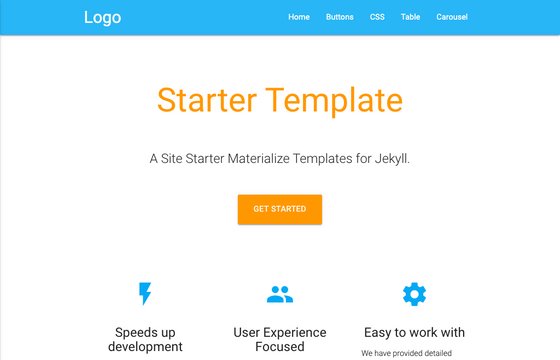 Logo
Home Buttons CSS Table Carousel
Starter Template
A Site Starter Materialize Templates for Jekyll.
GET STARTED
Speeds up
development
User Experience
Focused
Easy to work with
We have provided detailed